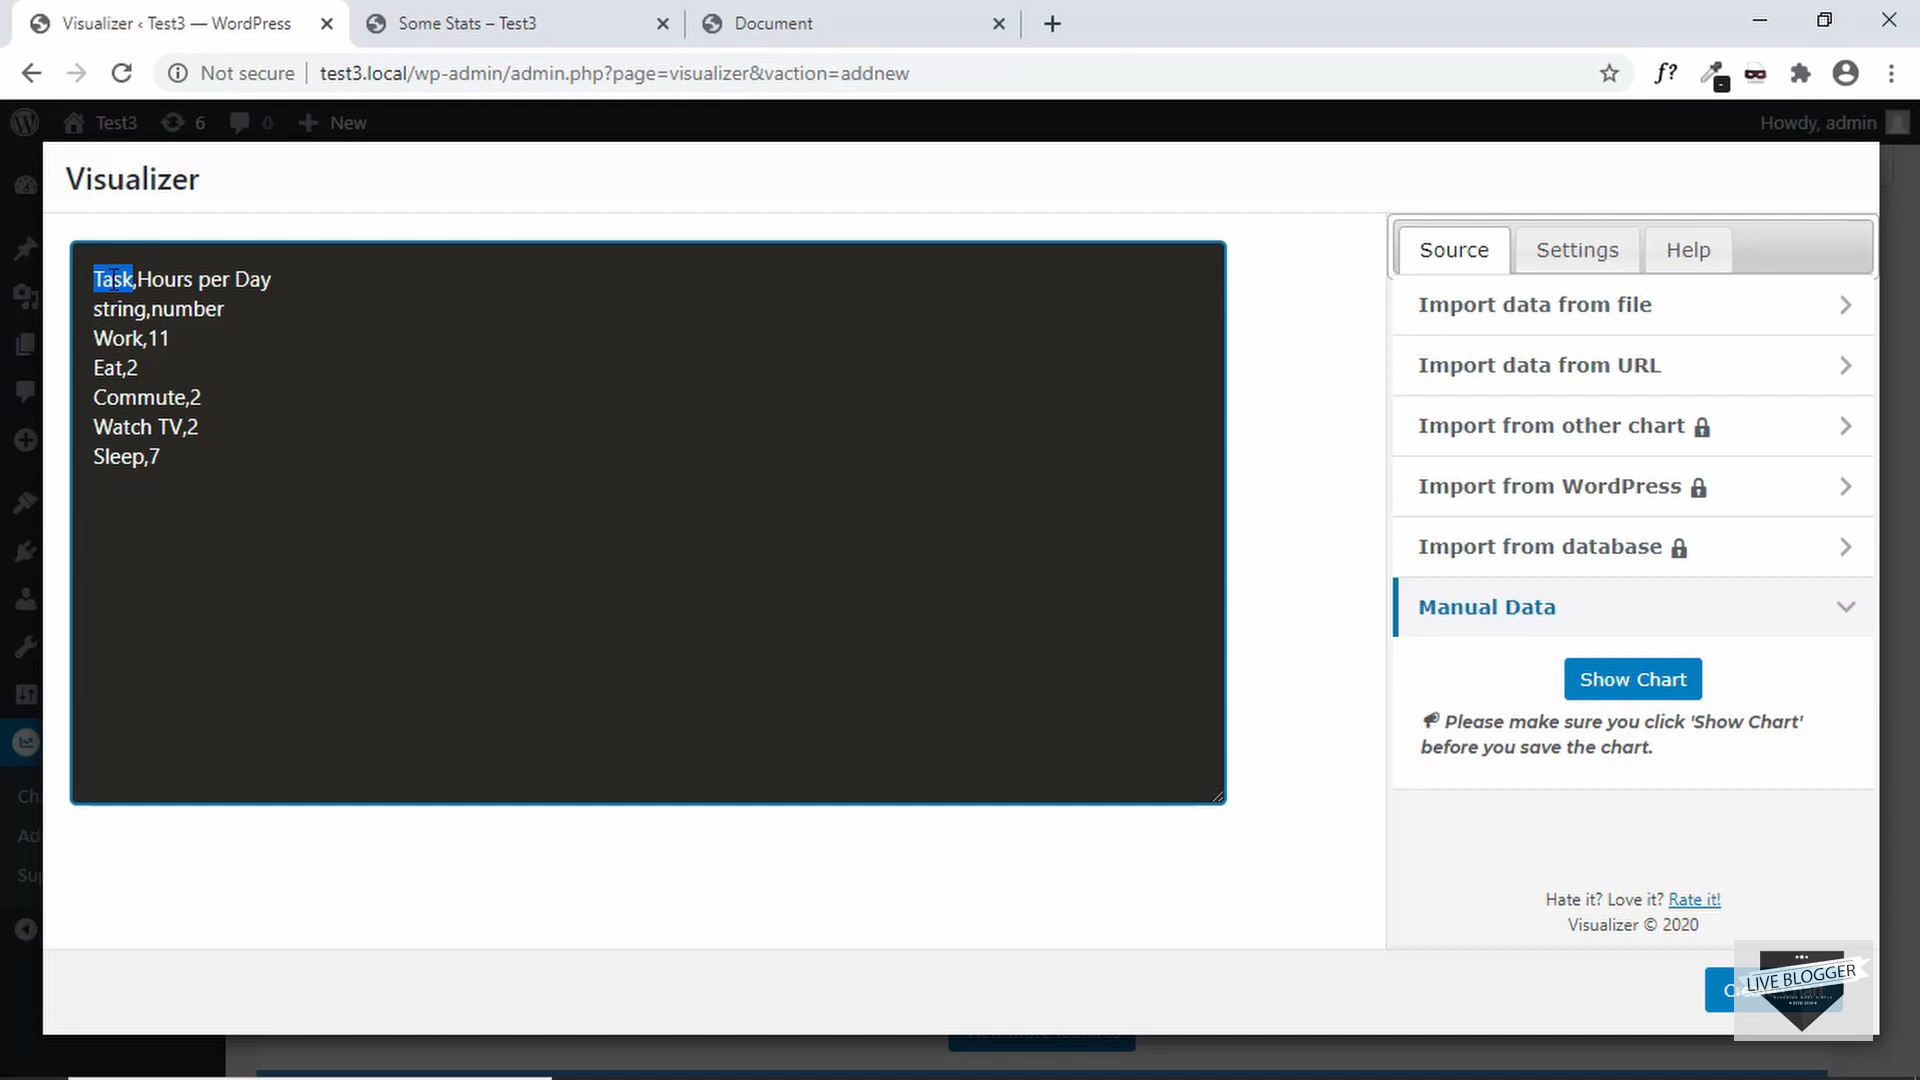 Visualizer ‹ Test3 — WordPress
Some Stats – Test3
Document
Not secure
test3.local/wp-admin/admin.php?page=visualizer&vaction=addnew
f?
Test3
6
0
New
Howdy, admin
Visualizer
Task,Hours per Day
string,number
Work,11
Eat,2
Commute,2
Watch TV,2
Sleep,7
Source
Settings
Help
Import data from file
Import data from URL
Import from other chart
Import from WordPress
Import from database
Manual Data
Show Chart
Please make sure you click 'Show Chart'
before you save the chart.
Hate it? Love it? Rate it!
Visualizer © 2020
LIVE BLOGGER